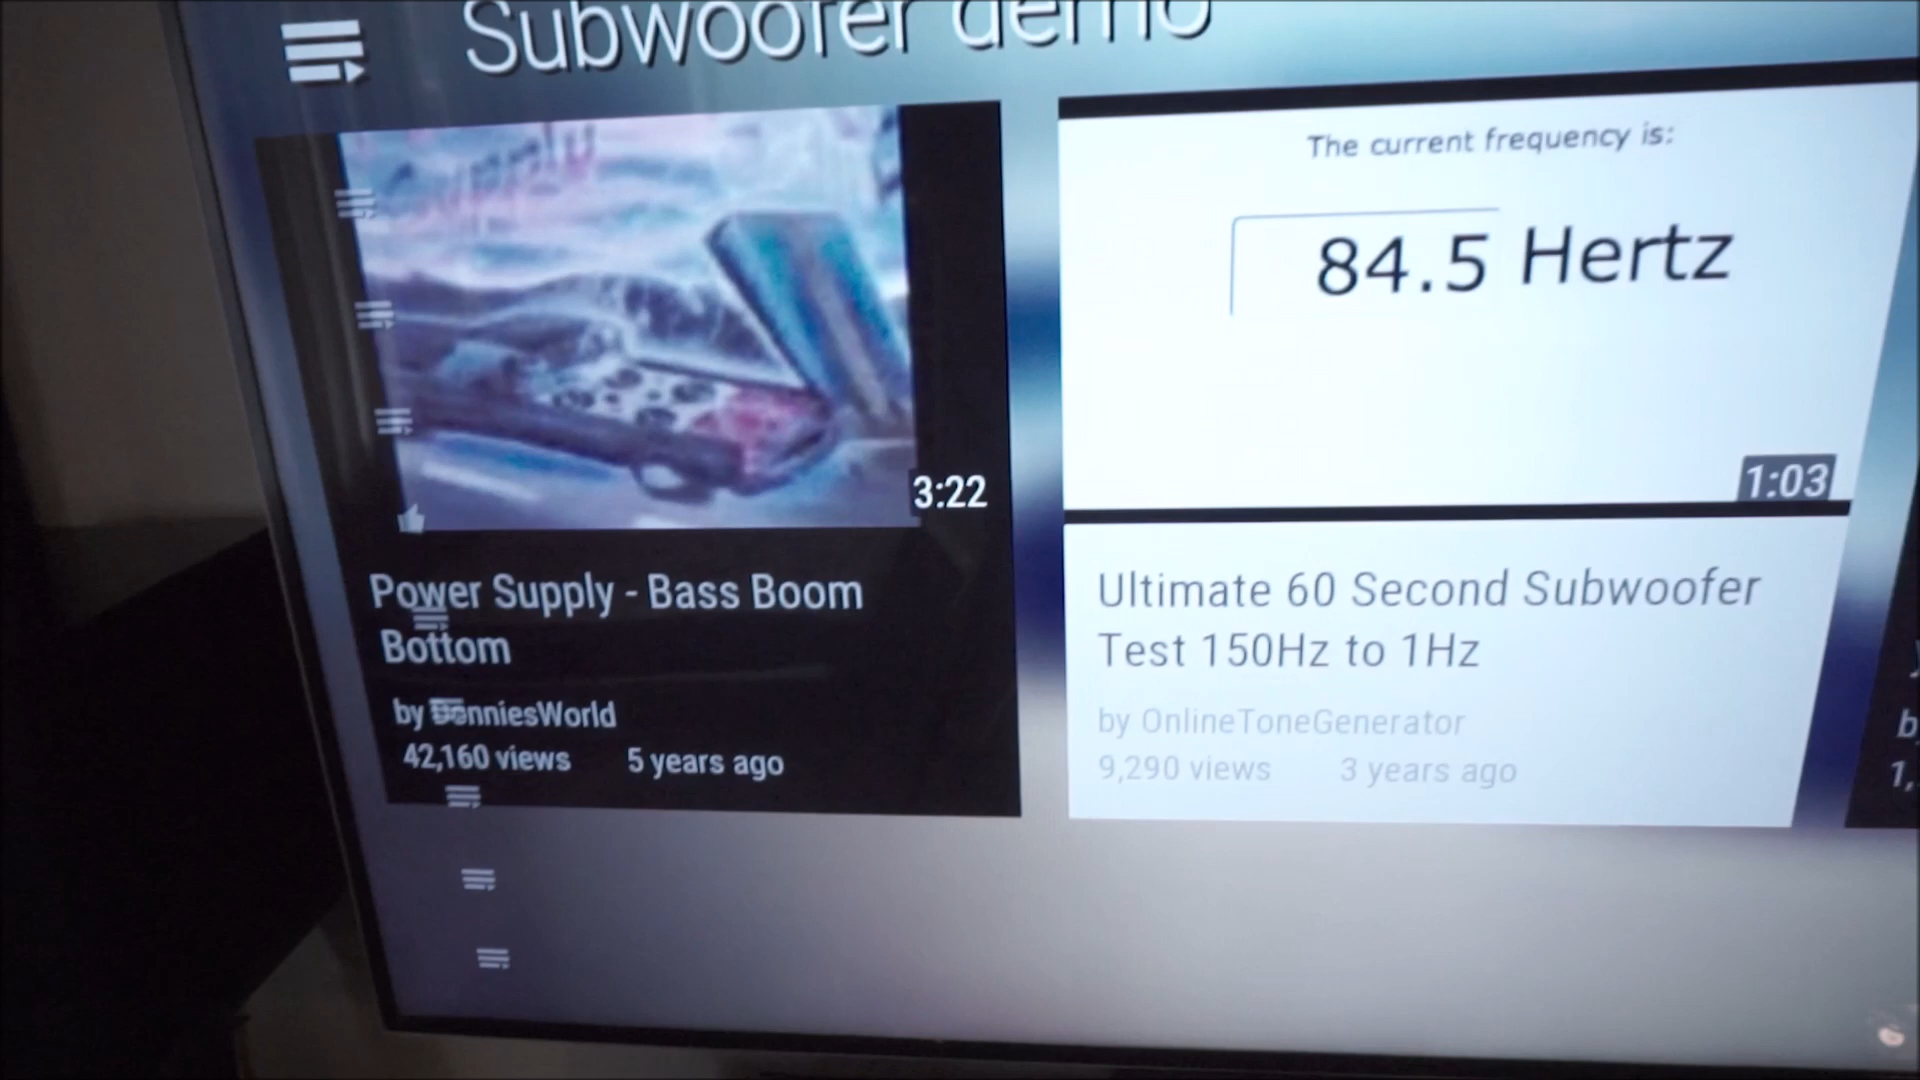 Subwoofer demo
Supply
3:22
Power Supply - Bass Boom
Bottom
by
42,160 views 5 years ago
The current frequency is:
84.5 Hertz
1:03
Ultimate 60 Second Subwoofer
Test 150Hz to 1Hz
by OnlineToneGenerator
9,290 views 3 years ago